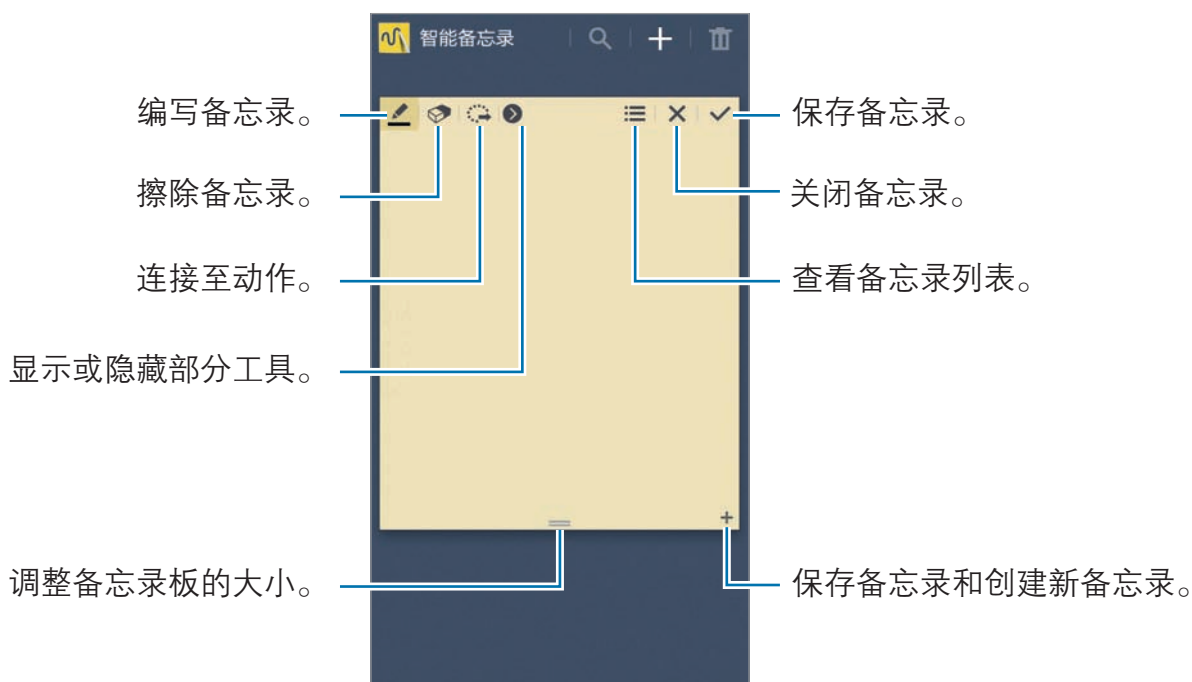 智能备忘录
编写备忘录。
保存备忘录。
擦除备忘录。
关闭备忘录。
连接至动作。
查看备忘录列表。
显示或隐藏部分工具。
调整备忘录板的大小。
保存备忘录和创建新备忘录。